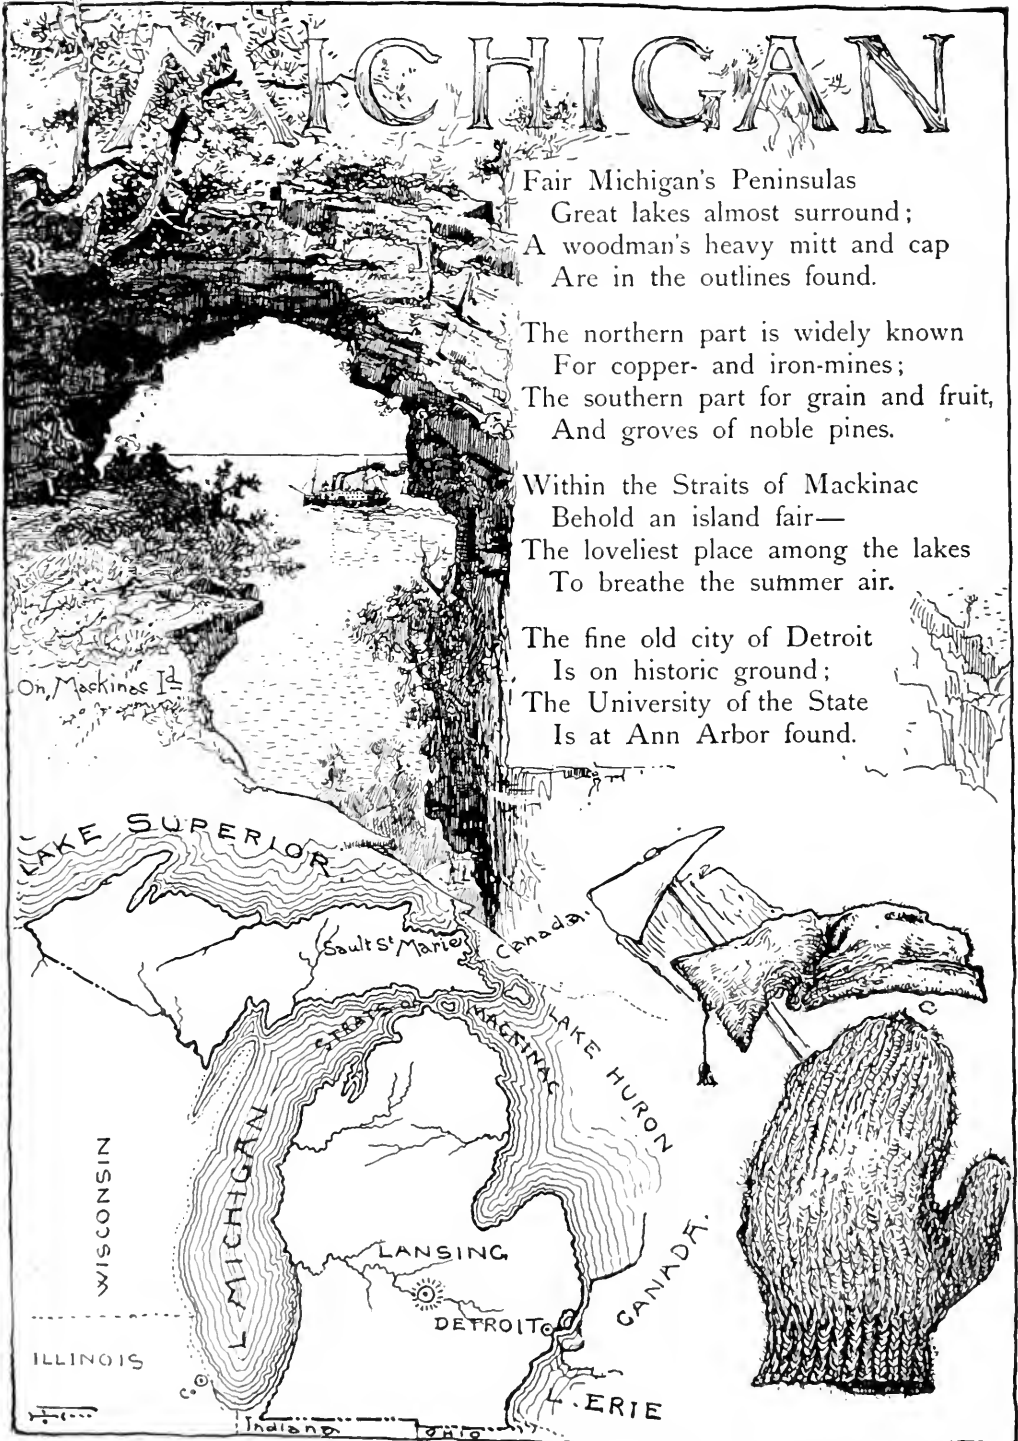 MICHIGAN
Fair Michigan's Peninsulas
Great lakes almost surround;
A woodman's heavy mitt and cap
Are in the outlines found.
The northern part is widely known
For copper- and iron-mines;
The southern part for grain and fruit,
And groves of noble pines.
Within the Straits of Mackinac
Behold an island fair—
The loveliest place among the lakes
To breathe the summer air.
The fine old city of Detroit
Is on historic ground;
The University of the State
Is at Ann Arbor found.
On, Mackinac Id
LAKE SUPERIOR
Canada.
Sault St Marie
STRAITS OF MACKINAC
LAKE HURON
L. MICHIGAN
WISCONSIN
LANSING
CANADA.
DETROIT
ILLINOIS
C.
L. ERIE
Indiana
OHIO